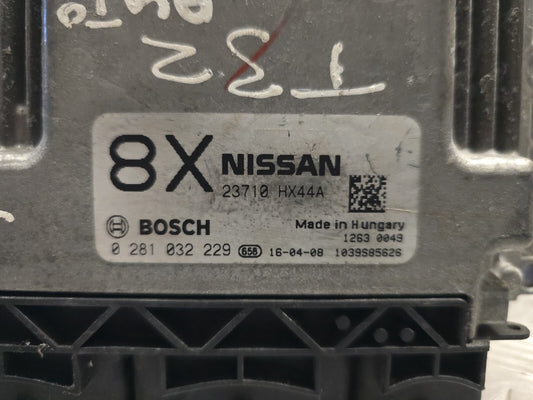 T32
8X NISSAN
23710 HX44A
BOSCH
Made in Hungary
1263 0049
0 281 032 229 658 16-04-08 1039S85626